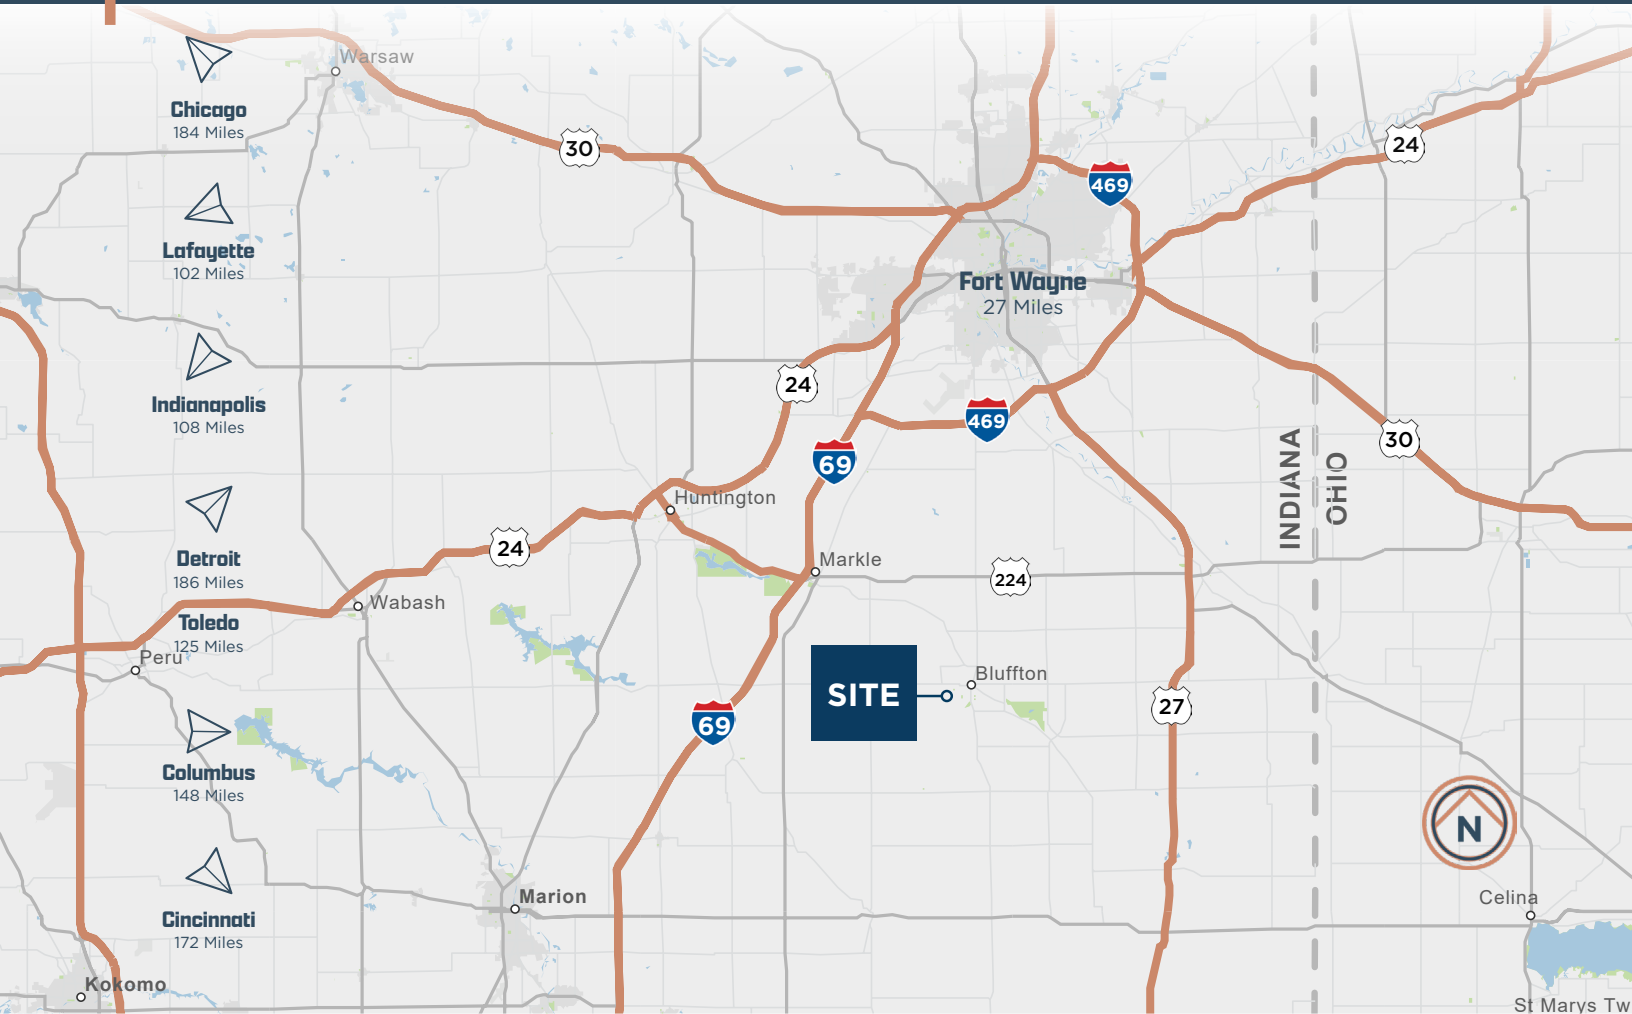 Warsaw
Chicago
184 Miles
30
24
469
Lafayette
102 Miles
Fort Wayne
27 Miles
24
Indianapolis
108 Miles
469
30
69
INDIANA
OHIO
Huntington
24
Detroit
186 Miles
Markle
224
Wabash
Toledo
125 Miles
Peru
Bluffton
SITE
27
69
Columbus
148 Miles
N
Marion
Celina
Cincinnati
172 Miles
Kokomo
St Marys Tw